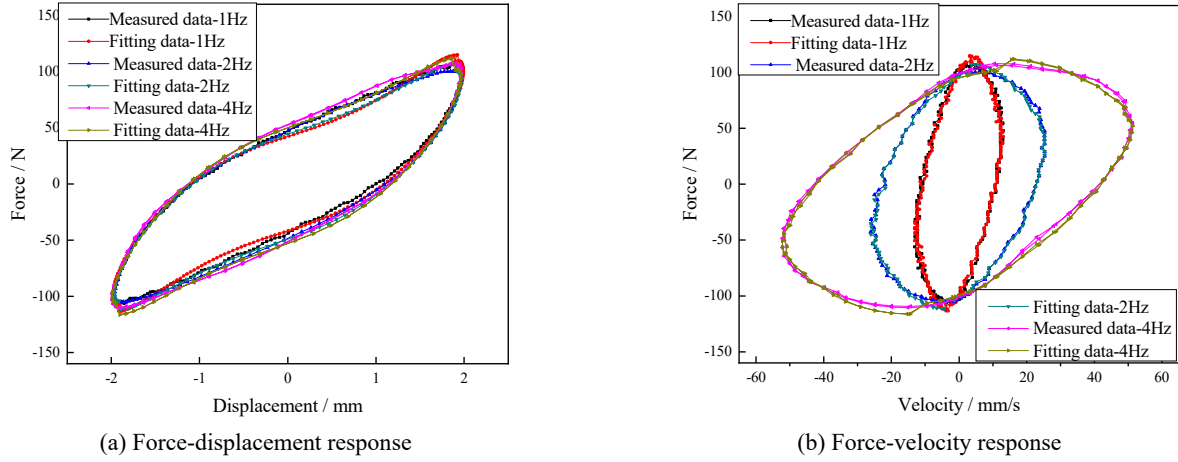 150
100
50
0
-50
-100
-150
Force / N
-2
-1
0
1
2
Displacement / mm
Measured data-1Hz
Fitting data-1Hz
Measured data-2Hz
Fitting data-2Hz
Measured data-4Hz
Fitting data-4Hz
(a) Force-displacement response
150
100
50
0
-50
-100
-150
Force / N
-60
-40
-20
0
20
40
60
Velocity / mm/s
Measured data-1Hz
Fitting data-1Hz
Measured data-2Hz
Fitting data-2Hz
Measured data-4Hz
Fitting data-4Hz
(b) Force-velocity response